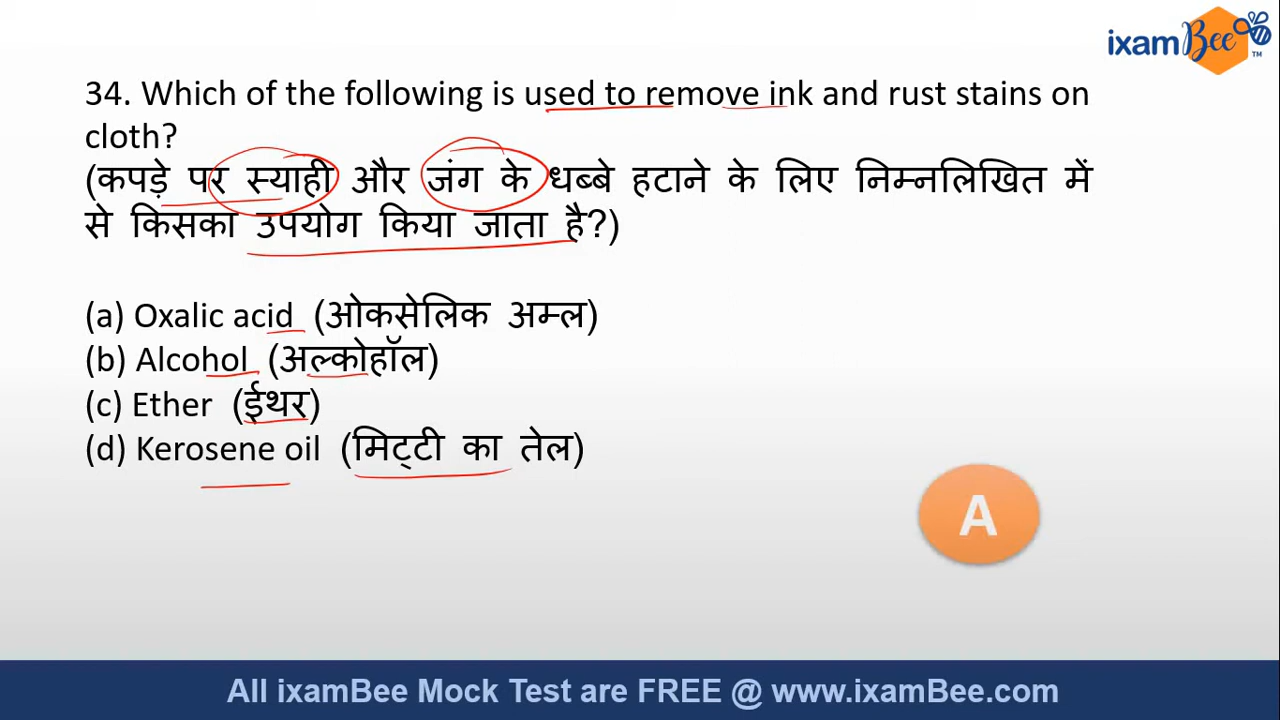 ixamBee™
34. Which of the following is used to remove ink and rust stains on
cloth?
(कपड़े पर स्याही और जंग के धब्बे हटाने के लिए निम्नलिखित में
से किसका उपयोग किया जाता है?)
(a) Oxalic acid (ओकसेलिक अम्ल)
(b) Alcohol (अल्कोहॉल)
(c) Ether (ईथर)
(d) Kerosene oil (मिट्टी का तेल)
A
All ixamBee Mock Test are FREE @ www.ixamBee.com